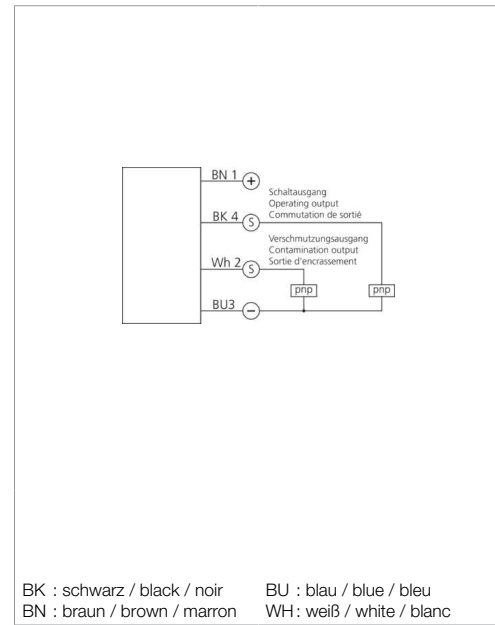 BN 1 +
Schaltausgang
Operating output
BK 4 S Commutation de sortié
Verschmutzungsausgang
Contamination output
Wh 2 S Sortie d'encrassement
pnp pnp
BU3 −
BK : schwarz / black / noir BU : blau / blue / bleu
BN : braun / brown / marron WH: weiß / white / blanc